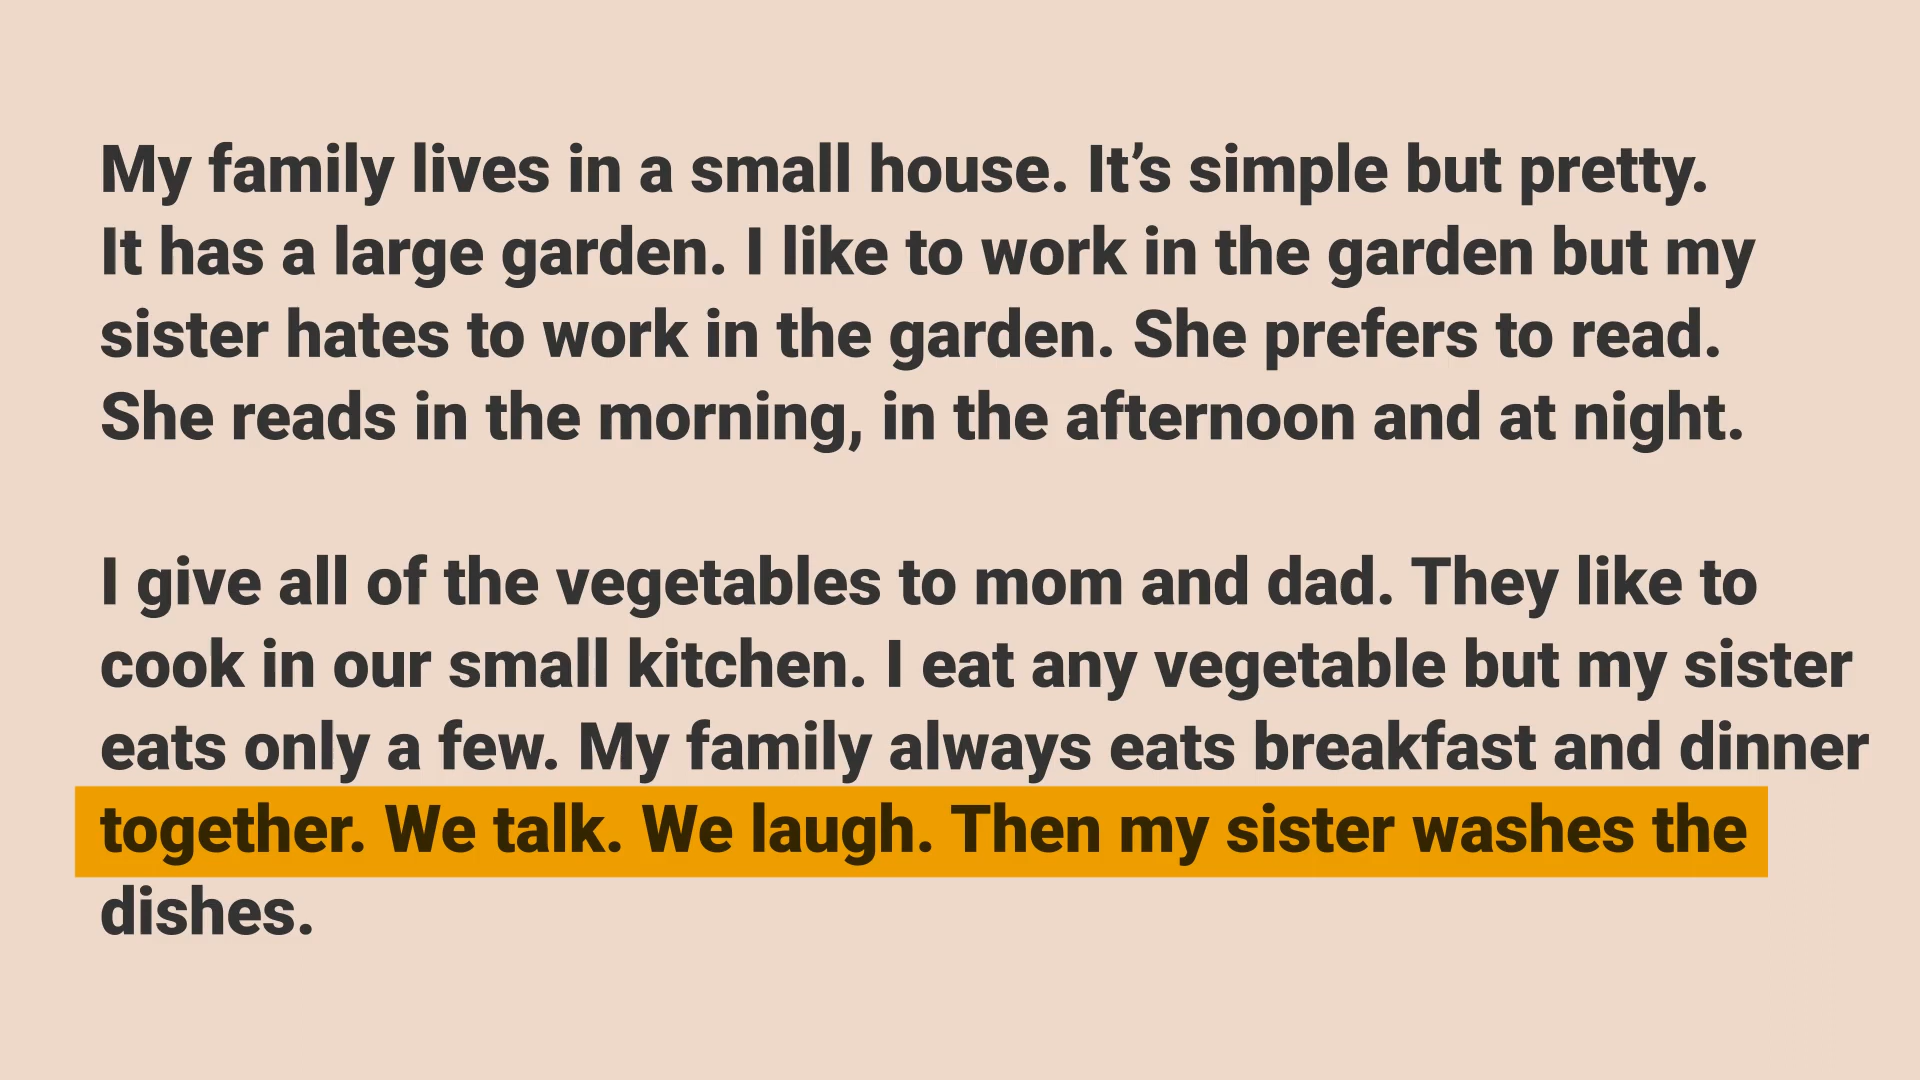 My family lives in a small house. It’s simple but pretty.
It has a large garden. I like to work in the garden but my
sister hates to work in the garden. She prefers to read.
She reads in the morning, in the afternoon and at night.
I give all of the vegetables to mom and dad. They like to
cook in our small kitchen. I eat any vegetable but my sister
eats only a few. My family always eats breakfast and dinner
together. We talk. We laugh. Then my sister washes the
dishes.